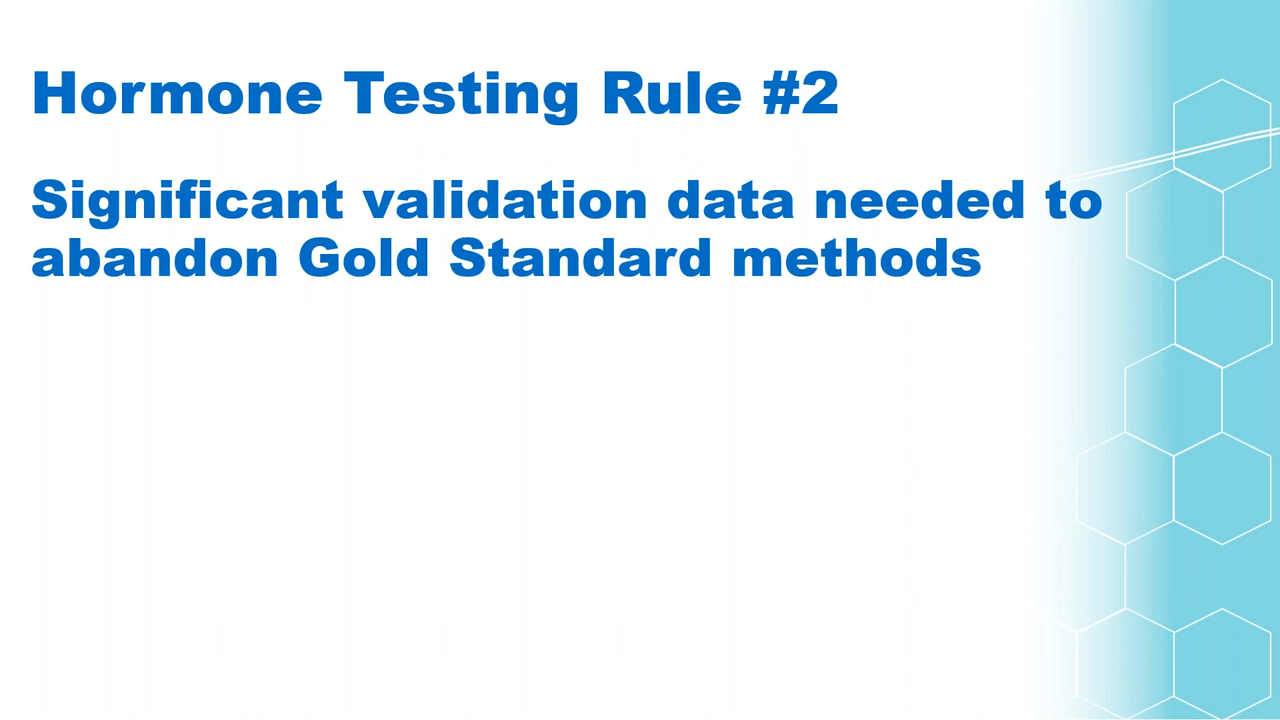 Hormone Testing Rule #2
Significant validation data needed to
abandon Gold Standard methods